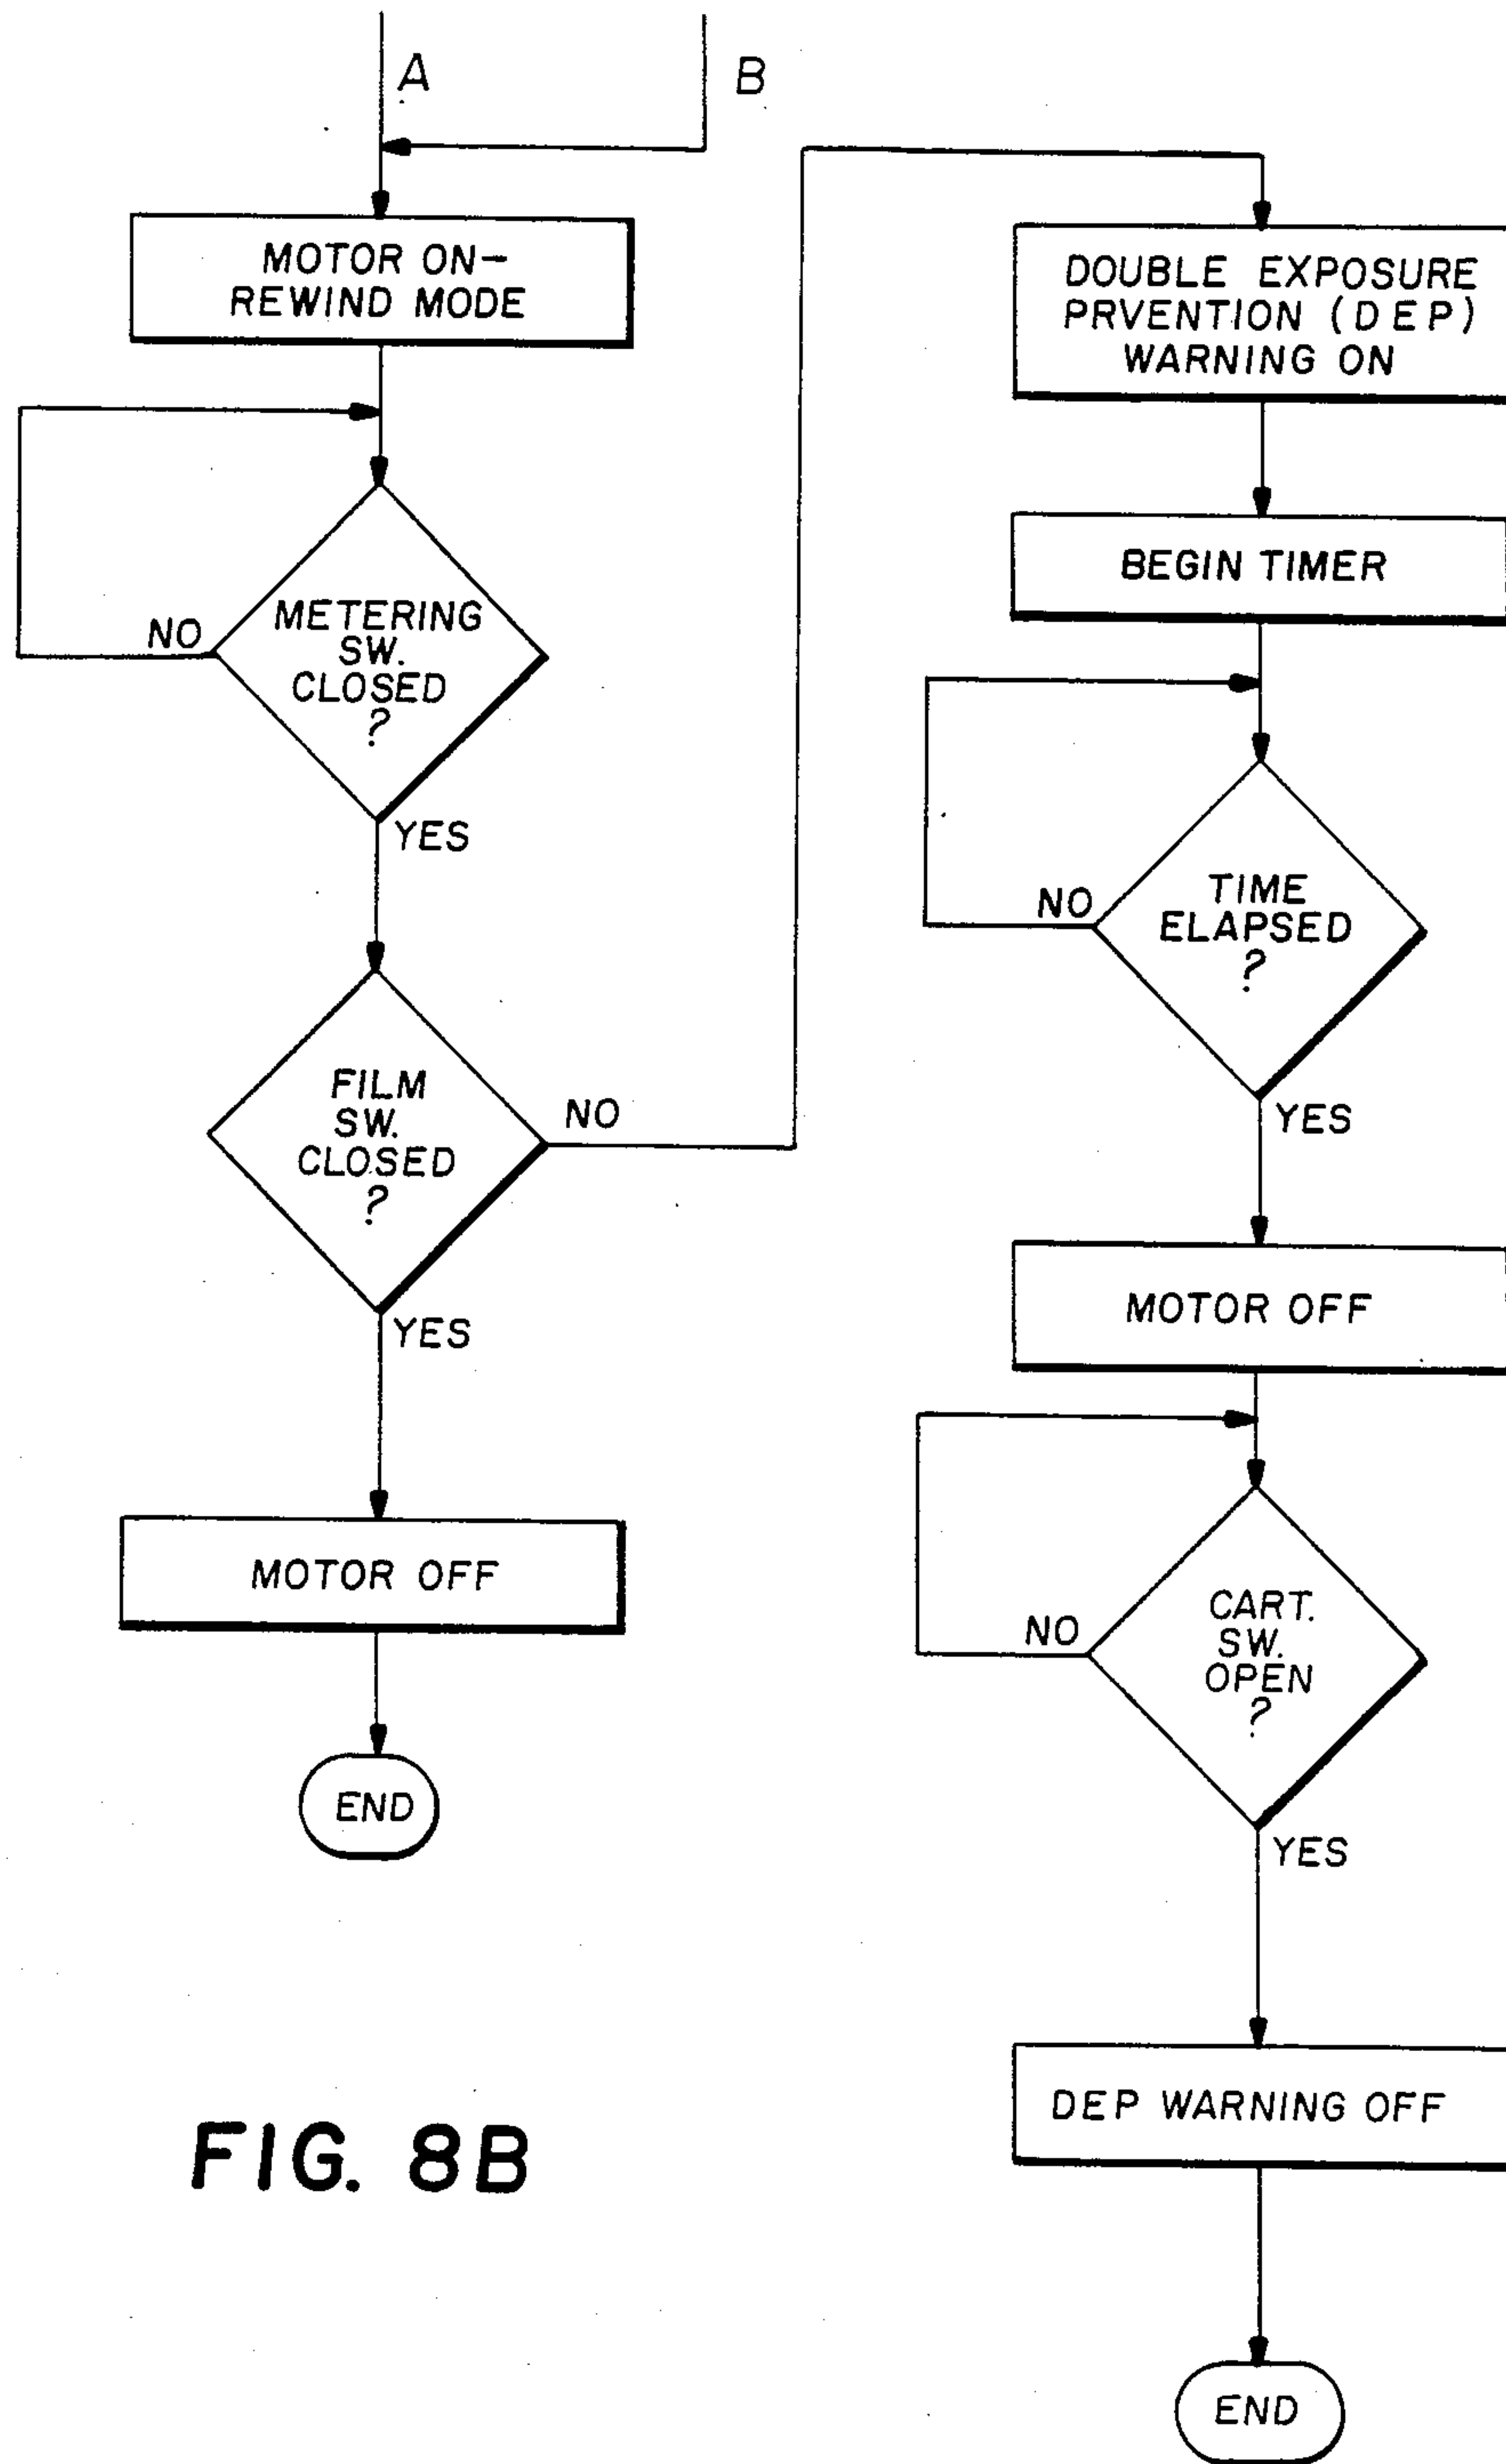 A
B
MOTOR ON-
REWIND MODE
METERING
SW.
CLOSED
?
NO
YES
FILM
SW.
CLOSED
?
NO
YES
MOTOR OFF
END
DOUBLE EXPOSURE
PRVENTION (DEP)
WARNING ON
BEGIN TIMER
TIME
ELAPSED
?
NO
YES
MOTOR OFF
CART.
SW.
OPEN
?
NO
YES
DEP WARNING OFF
END
FIG. 8B